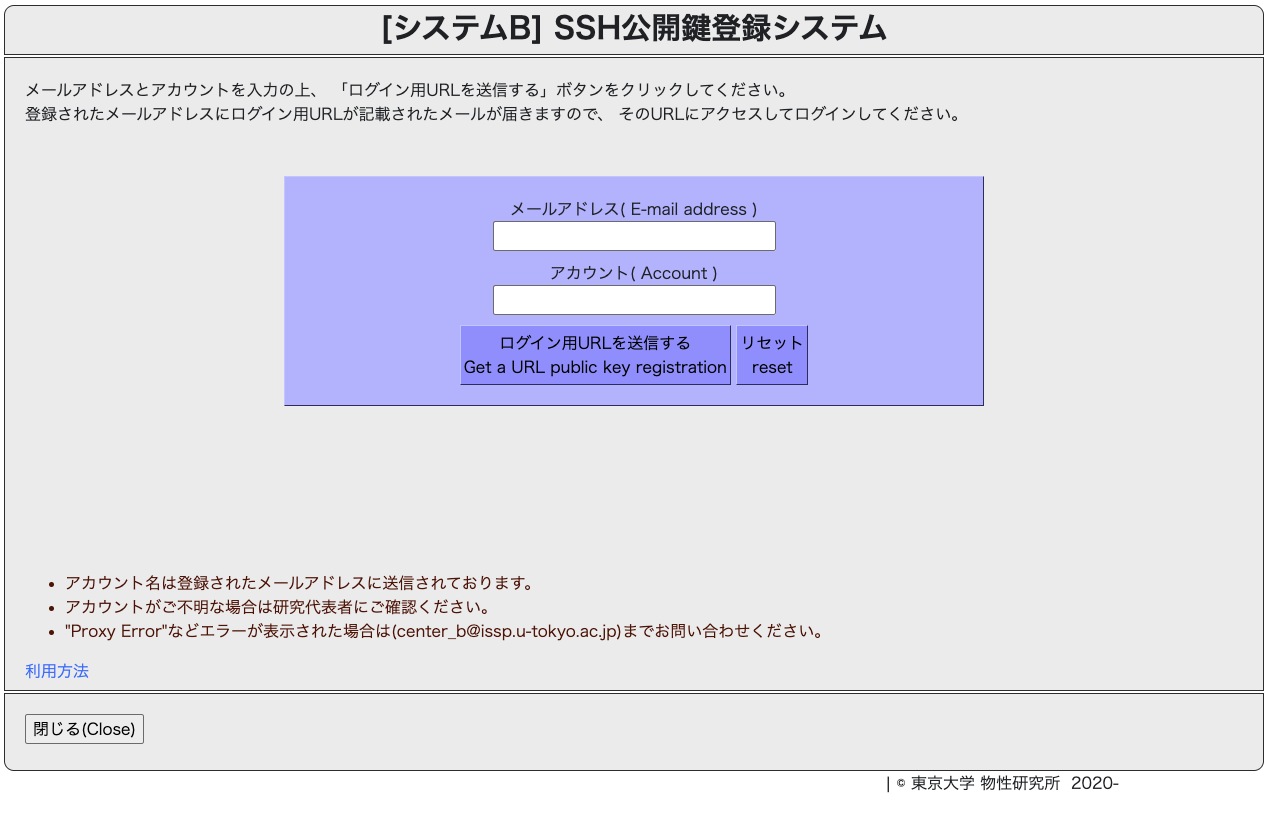 [システムB] SSH公開鍵登録システム
メールアドレスとアカウントを入力の上、 「ログイン用URLを送信する」ボタンをクリックしてください。
登録されたメールアドレスにログイン用URLが記載されたメールが届きますので、 そのURLにアクセスしてログインしてください。
メールアドレス( E-mail address )
アカウント( Account )
ログイン用URLを送信する
Get a URL public key registration
リセット
reset
• アカウント名は登録されたメールアドレスに送信されております。
• アカウントがご不明な場合は研究代表者にご確認ください。
• "Proxy Error"などエラーが表示された場合は(center_b@issp.u-tokyo.ac.jp)までお問い合わせください。
利用方法
閉じる(Close)
| © 東京大学 物性研究所 2020-